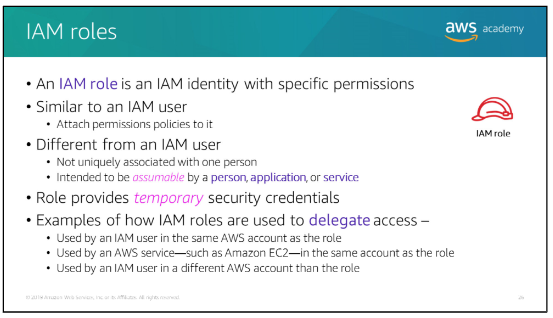 IAM roles
aws academy
• An IAM role is an IAM identity with specific permissions
• Similar to an IAM user
• Attach permissions policies to it
• Different from an IAM user
• Not uniquely associated with one person
• Intended to be assumable by a person, application, or service
• Role provides temporary security credentials
• Examples of how IAM roles are used to delegate access –
• Used by an IAM user in the same AWS account as the role
• Used by an AWS service—such as Amazon EC2—in the same account as the role
• Used by an IAM user in a different AWS account than the role
IAM role
© 2019 Amazon Web Services, Inc. or its Affiliates. All rights reserved.